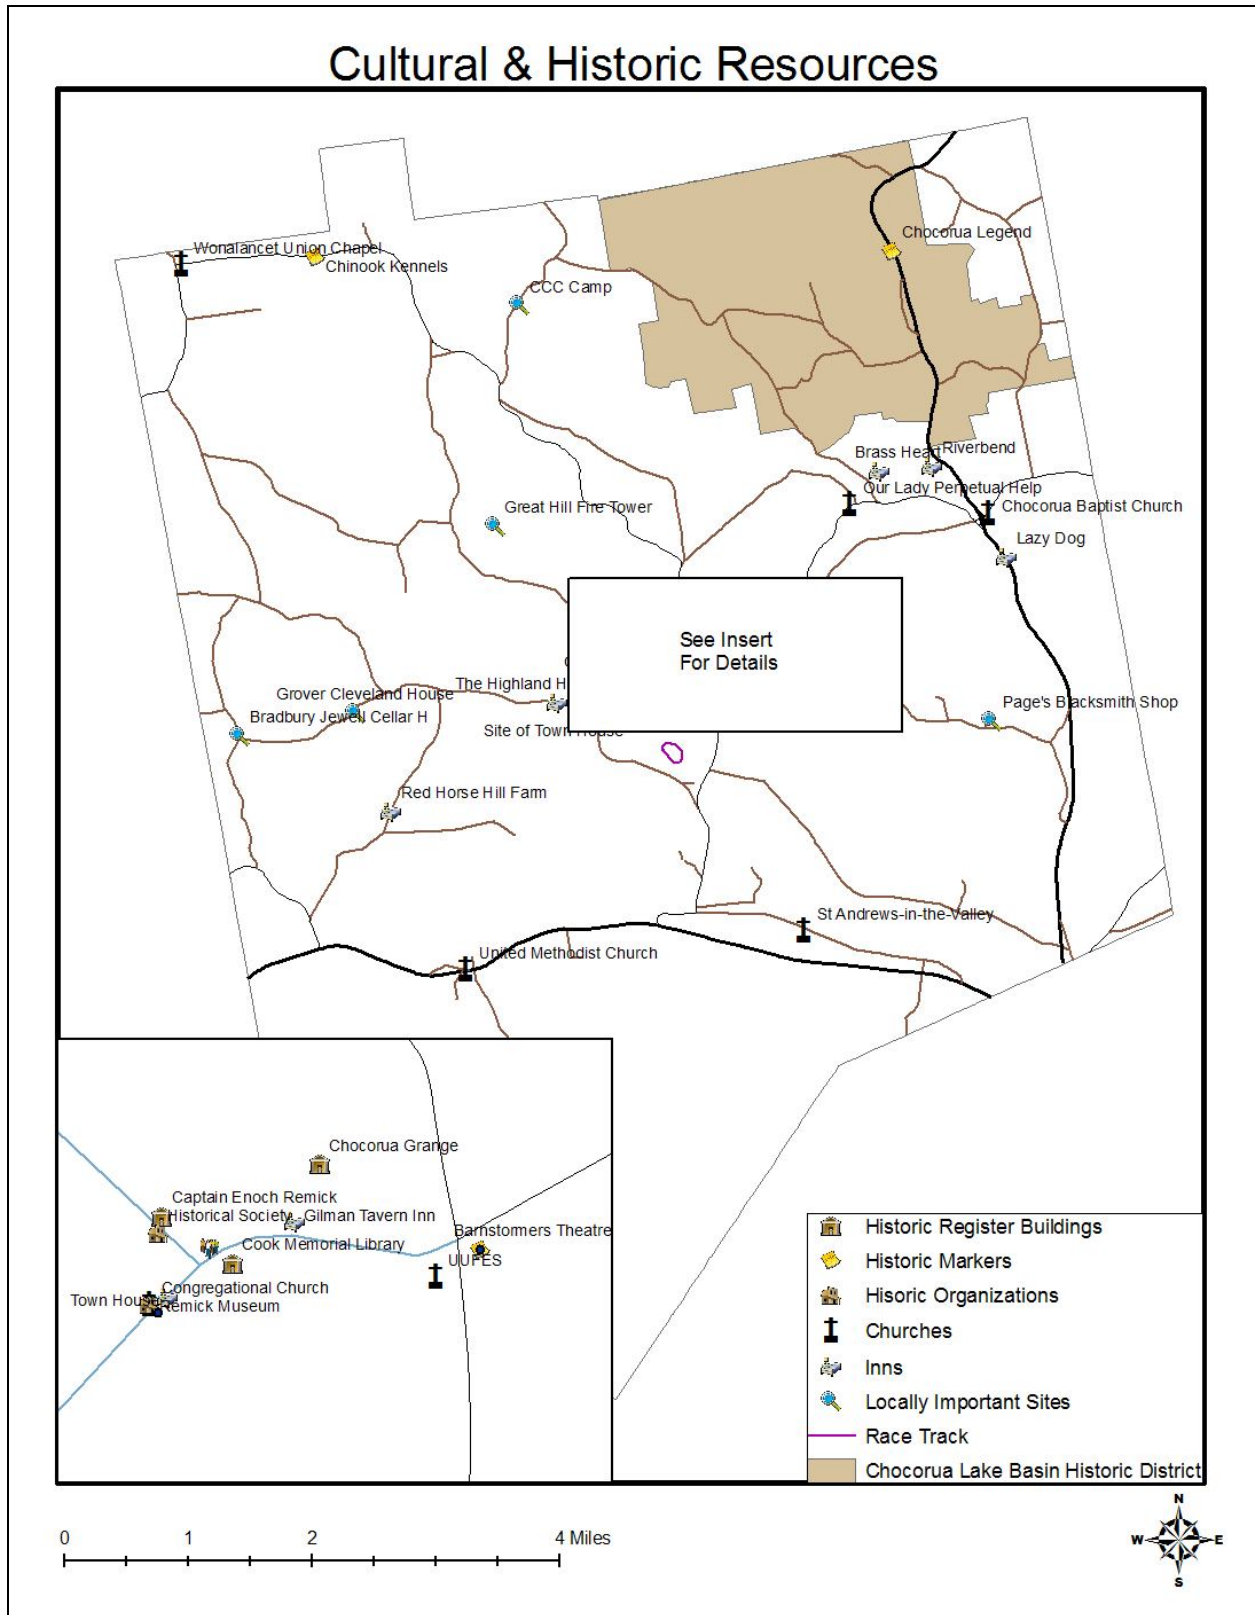 Cultural & Historic Resources
Chocorua Legend
Wonalancet Union Chapel
Chinook Kennels
CCC Camp
Brass Heart
Riverbend
Our Lady Perpetual Help
Great Hill Fire Tower
Chocorua Baptist Church
Lazy Dog
See Insert
For Details
The Highland H
Grover Cleveland House
Bradbury Jewell Cellar H
Page's Blacksmith Shop
Site of Town House
Red Horse Hill Farm
St Andrews-in-the-Valley
United Methodist Church
Chocorua Grange
Captain Enoch Remick
Historical Society
Gilman Tavern Inn
Barnstomers Theatre
Cook Memorial Library
UUFES
Congregational Church
Town House
Remick Museum
Historic Register Buildings
Historic Markers
Hisoric Organizations
Churches
Inns
Locally Important Sites
Race Track
Chocorua Lake Basin Historic District
0 1 2 4 Miles
N
W E
S